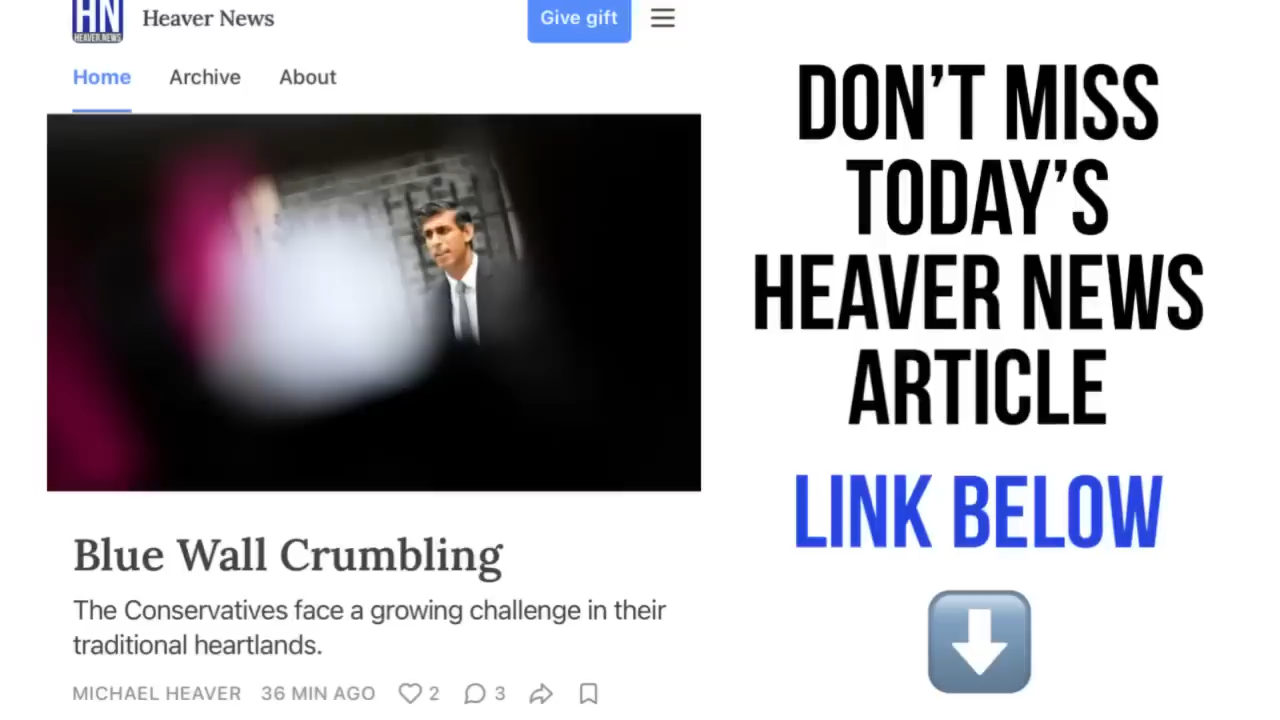 HN
HEAVER.NEWS
Heaver News
Give gift
Home
Archive
About
Blue Wall Crumbling
The Conservatives face a growing challenge in their
traditional heartlands.
MICHAEL HEAVER
36 MIN AGO
2
3
DON'T MISS
TODAY'S
HEAVER NEWS
ARTICLE
LINK BELOW